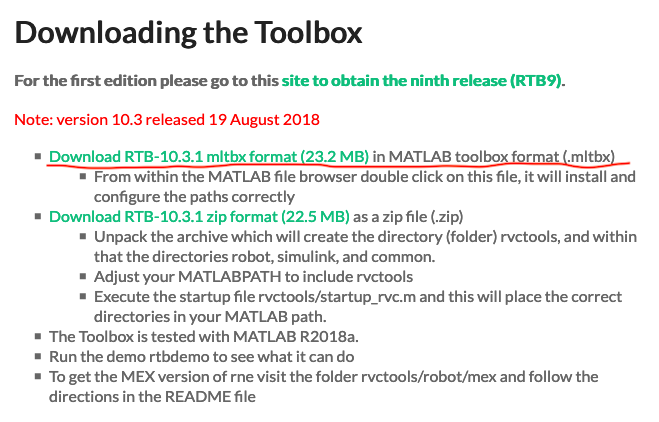 Downloading the Toolbox
For the first edition please go to this site to obtain the ninth release (RTB9).
Note: version 10.3 released 19 August 2018
Download RTB-10.3.1 mltbx format (23.2 MB) in MATLAB toolbox format (.mltbx)
From within the MATLAB file browser double click on this file, it will install and
configure the paths correctly
Download RTB-10.3.1 zip format (22.5 MB) as a zip file (.zip)
Unpack the archive which will create the directory (folder) rvctools, and within
that the directories robot, simulink, and common.
Adjust your MATLABPATH to include rvctools
Execute the startup file rvctools/startup_rvc.m and this will place the correct
directories in your MATLAB path.
The Toolbox is tested with MATLAB R2018a.
Run the demo rtbdemo to see what it can do
To get the MEX version of rne visit the folder rvctools/robot/mex and follow the
directions in the README file